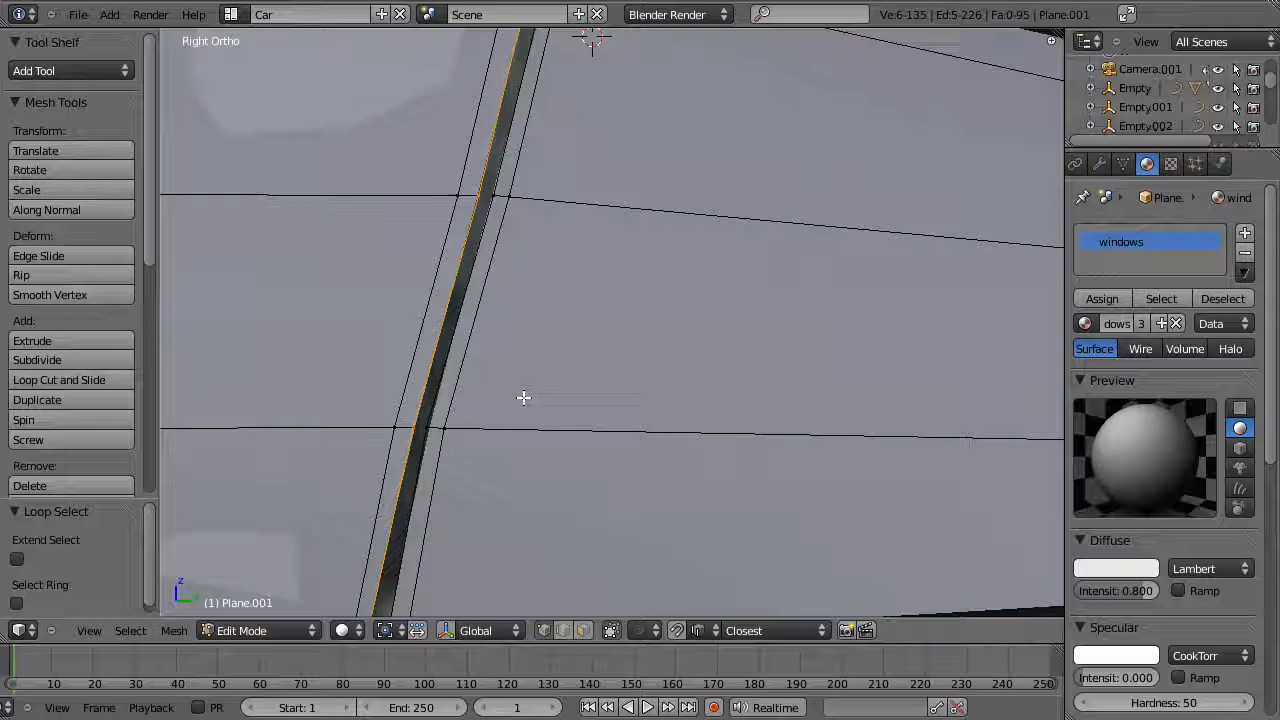 File Add Render Help Car Scene Blender Render Ve:6-135 | Ed:5-226 | Fa:0-95 | Plane.001
Tool Shelf
Add Tool
Mesh Tools
Transform:
Translate
Rotate
Scale
Along Normal
Deform:
Edge Slide
Rip
Smooth Vertex
Add:
Extrude
Subdivide
Loop Cut and Slide
Duplicate
Spin
Screw
Remove:
Delete
Loop Select
Extend Select
Select Ring
Right Ortho
z
(1) Plane.001
View Select Mesh Edit Mode Global Closest
10 20 30 40 50 60 70 80 90 100 110 120 130 140 150 160 170 180 190 200 210 220 230 240 250
View Frame Playback PR Start: 1 End: 250 1 Realtime
View All Scenes
Camera.001
Empty
Empty.001
Empty.002
Plane. wind
windows
Assign Select Deselect
dows 3 Data
Surface Wire Volume Halo
Preview
Diffuse
Lambert
Intensit: 0.800 Ramp
Specular
CookTorr
Intensit: 0.000 Ramp
Hardness: 50